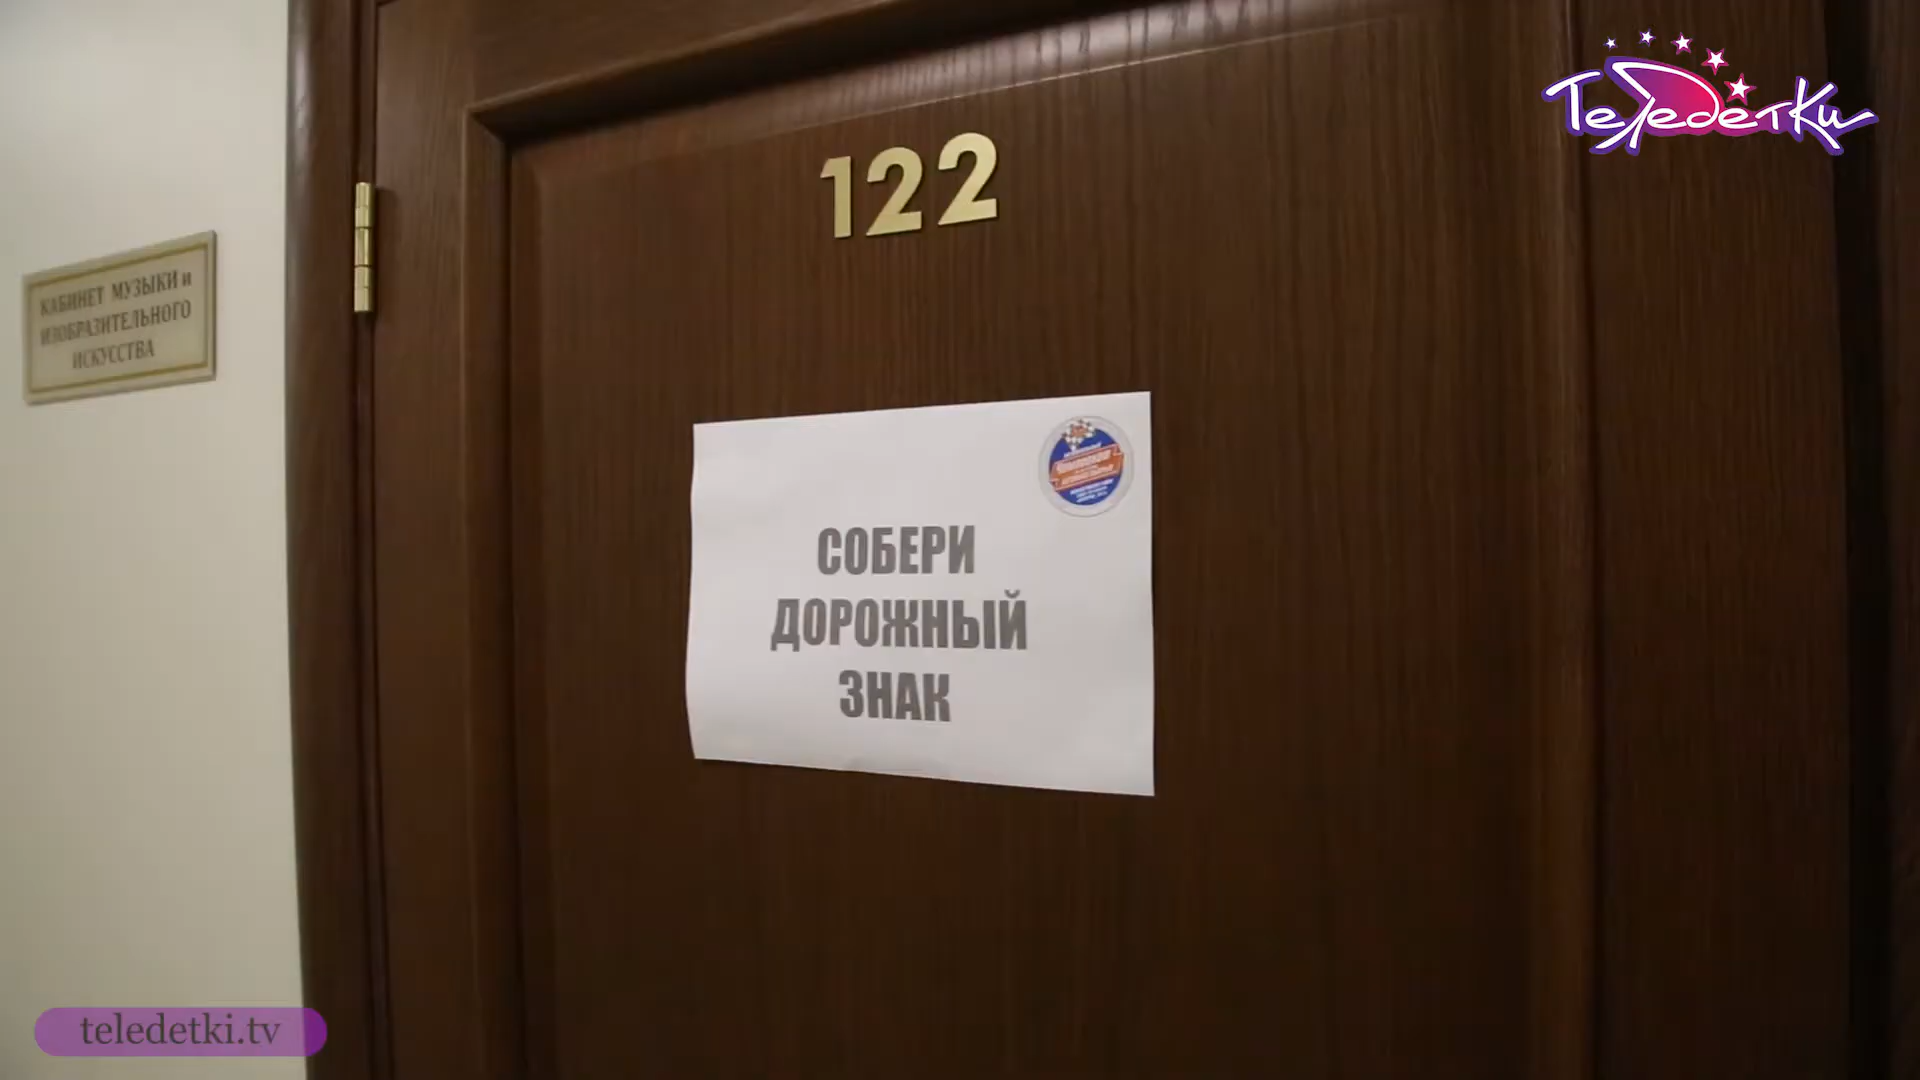 Теледетки
122
КАБИНЕТ МУЗЫКИ и
ИЗОБРАЗИТЕЛЬНОГО
ИСКУССТВА
СОБЕРИ
ДОРОЖНЫЙ
ЗНАК
teledetki.tv